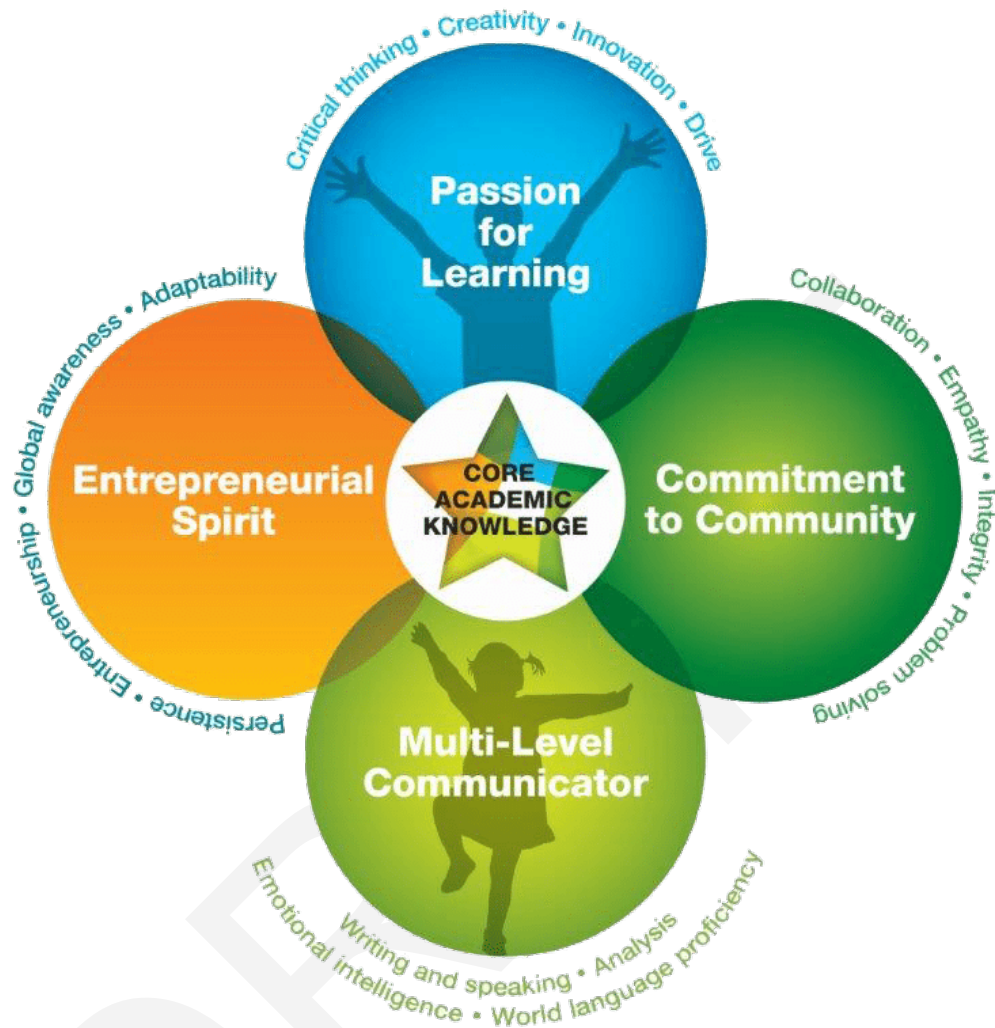 Critical thinking • Creativity • Innovation • Drive
Passion
for
Learning
Persistence • Entrepreneurship • Global awareness • Adaptability
Entrepreneurial
Spirit
CORE
ACADEMIC
KNOWLEDGE
Collaboration • Empathy • Integrity • Problem solving
Commitment
to Community
Multi-Level
Communicator
Writing and speaking • Analysis
Emotional intelligence • World language proficiency